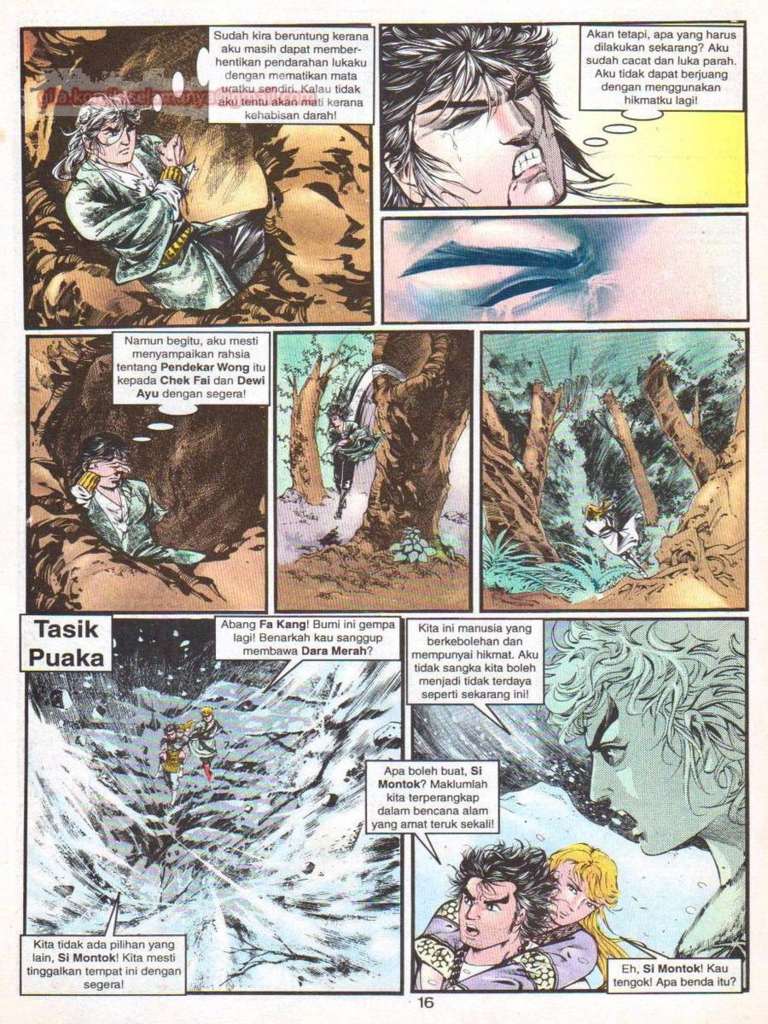 Sudah kira beruntung kerana
aku masih dapat member-
hentikan pendarahan lukaku
dengan mematikan mata
uratku sendiri. Kalau tidak
aku tentu akan mati kerana
kehabisan darah!
Akan tetapi, apa yang harus
dilakukan sekarang? Aku
sudah cacat dan luka parah.
Aku tidak dapat berjuang
dengan menggunakan
hikmatku lagi!
Namun begitu, aku mesti
menyampaikan rahsia
tentang Pendekar Wong itu
kepada Chek Fai dan Dewi
Ayu dengan segera!
Tasik
Puaka
Abang Fa Kang! Bumi ini gempa
lagi! Benarkah kau sanggup
membawa Dara Merah?
Kita tidak ada pilihan yang
lain, Si Montok! Kita mesti
tinggalkan tempat ini dengan
segera!
Kita ini manusia yang
berkebolehan dan
mempunyai hikmat. Aku
tidak sangka kita boleh
menjadi tidak terdaya
seperti sekarang ini!
Apa boleh buat, Si
Montok? Maklumlah
kita terperangkap
dalam bencana alam
yang amat teruk sekali!
Eh, Si Montok! Kau
tengok! Apa benda itu?
16